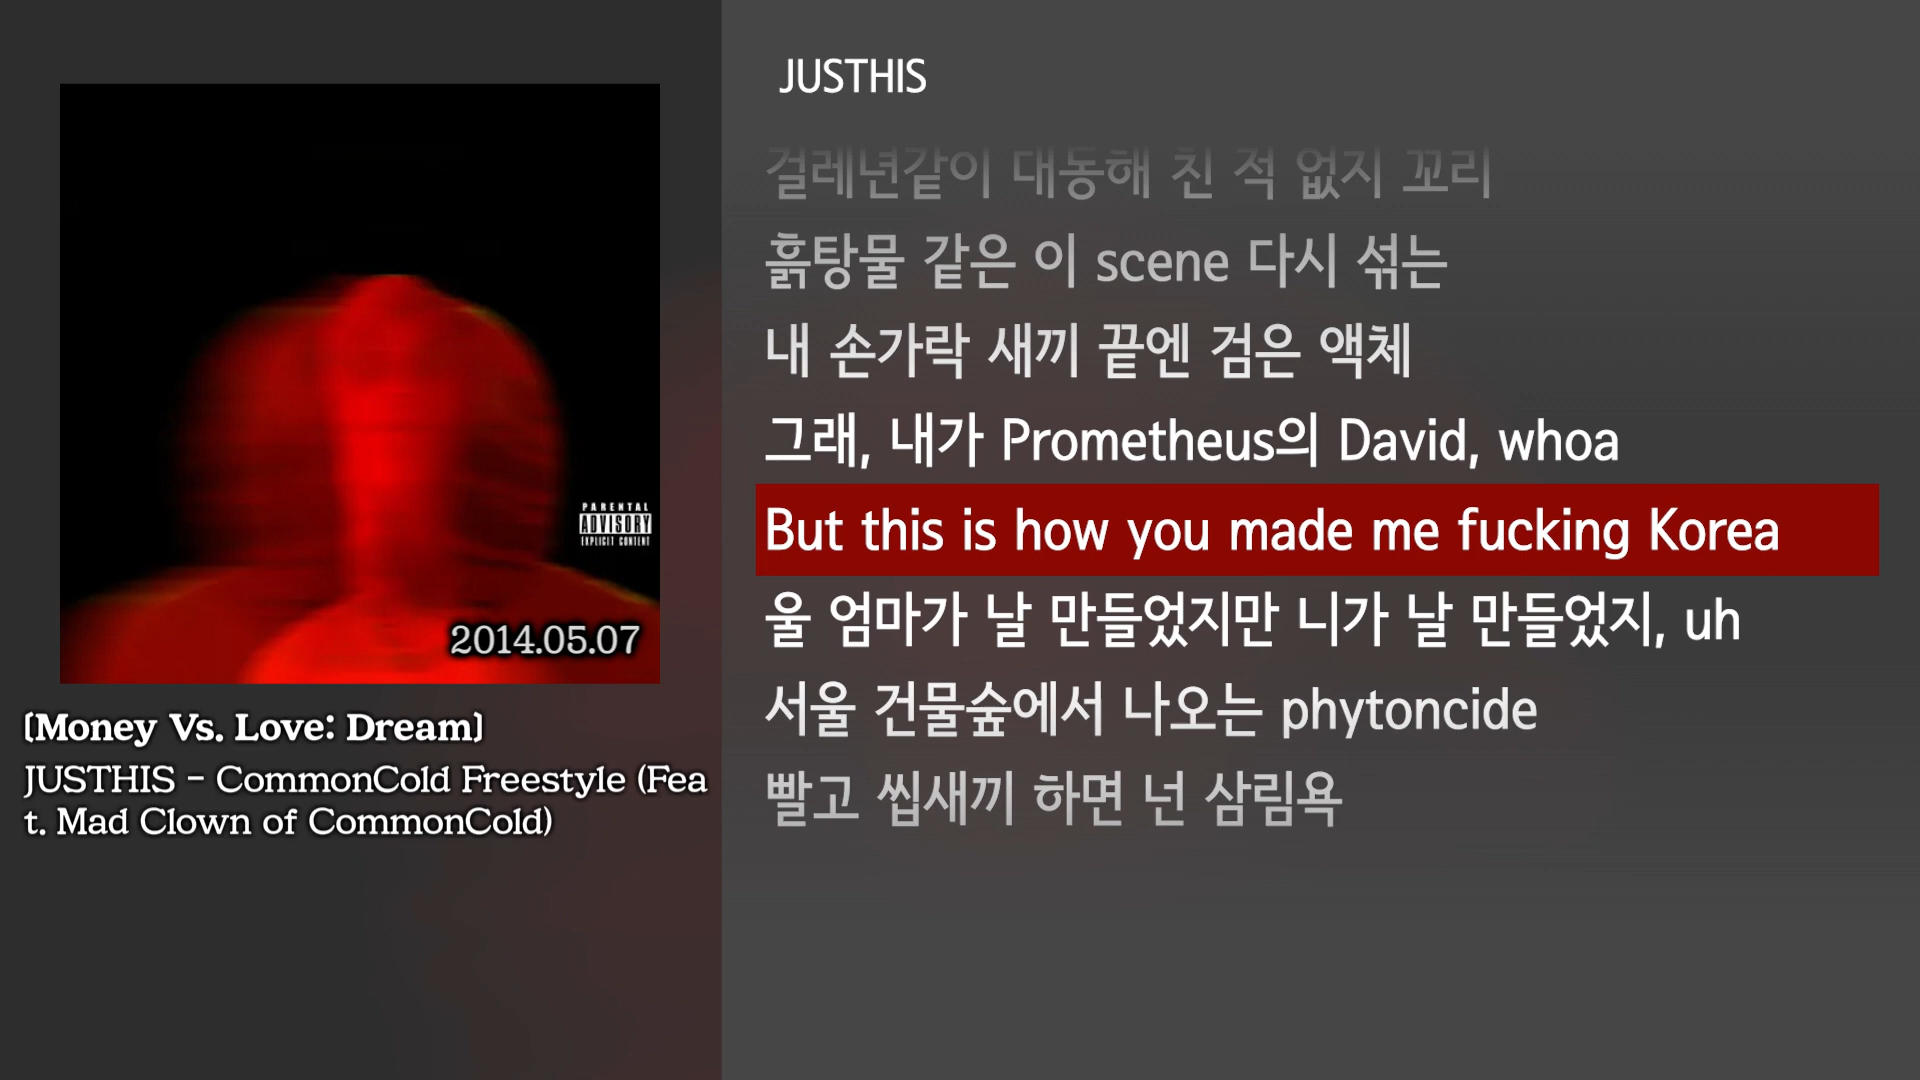 JUSTHIS
걸레년같이 대동해 친 적 없지 꼬리
흙탕물 같은 이 scene 다시 섞는
내 손가락 새끼 끝엔 검은 액체
그래, 내가 Prometheus의 David, whoa
But this is how you made me fucking Korea
울 엄마가 날 만들었지만 니가 날 만들었지, uh
서울 건물숲에서 나오는 phytoncide
빨고 씹새끼 하면 넌 삼림욕
PARENTAL
ADVISORY
EXPLICIT CONTENT
2014.05.07
[Money Vs. Love: Dream]
JUSTHIS - CommonCold Freestyle (Fea
t. Mad Clown of CommonCold)